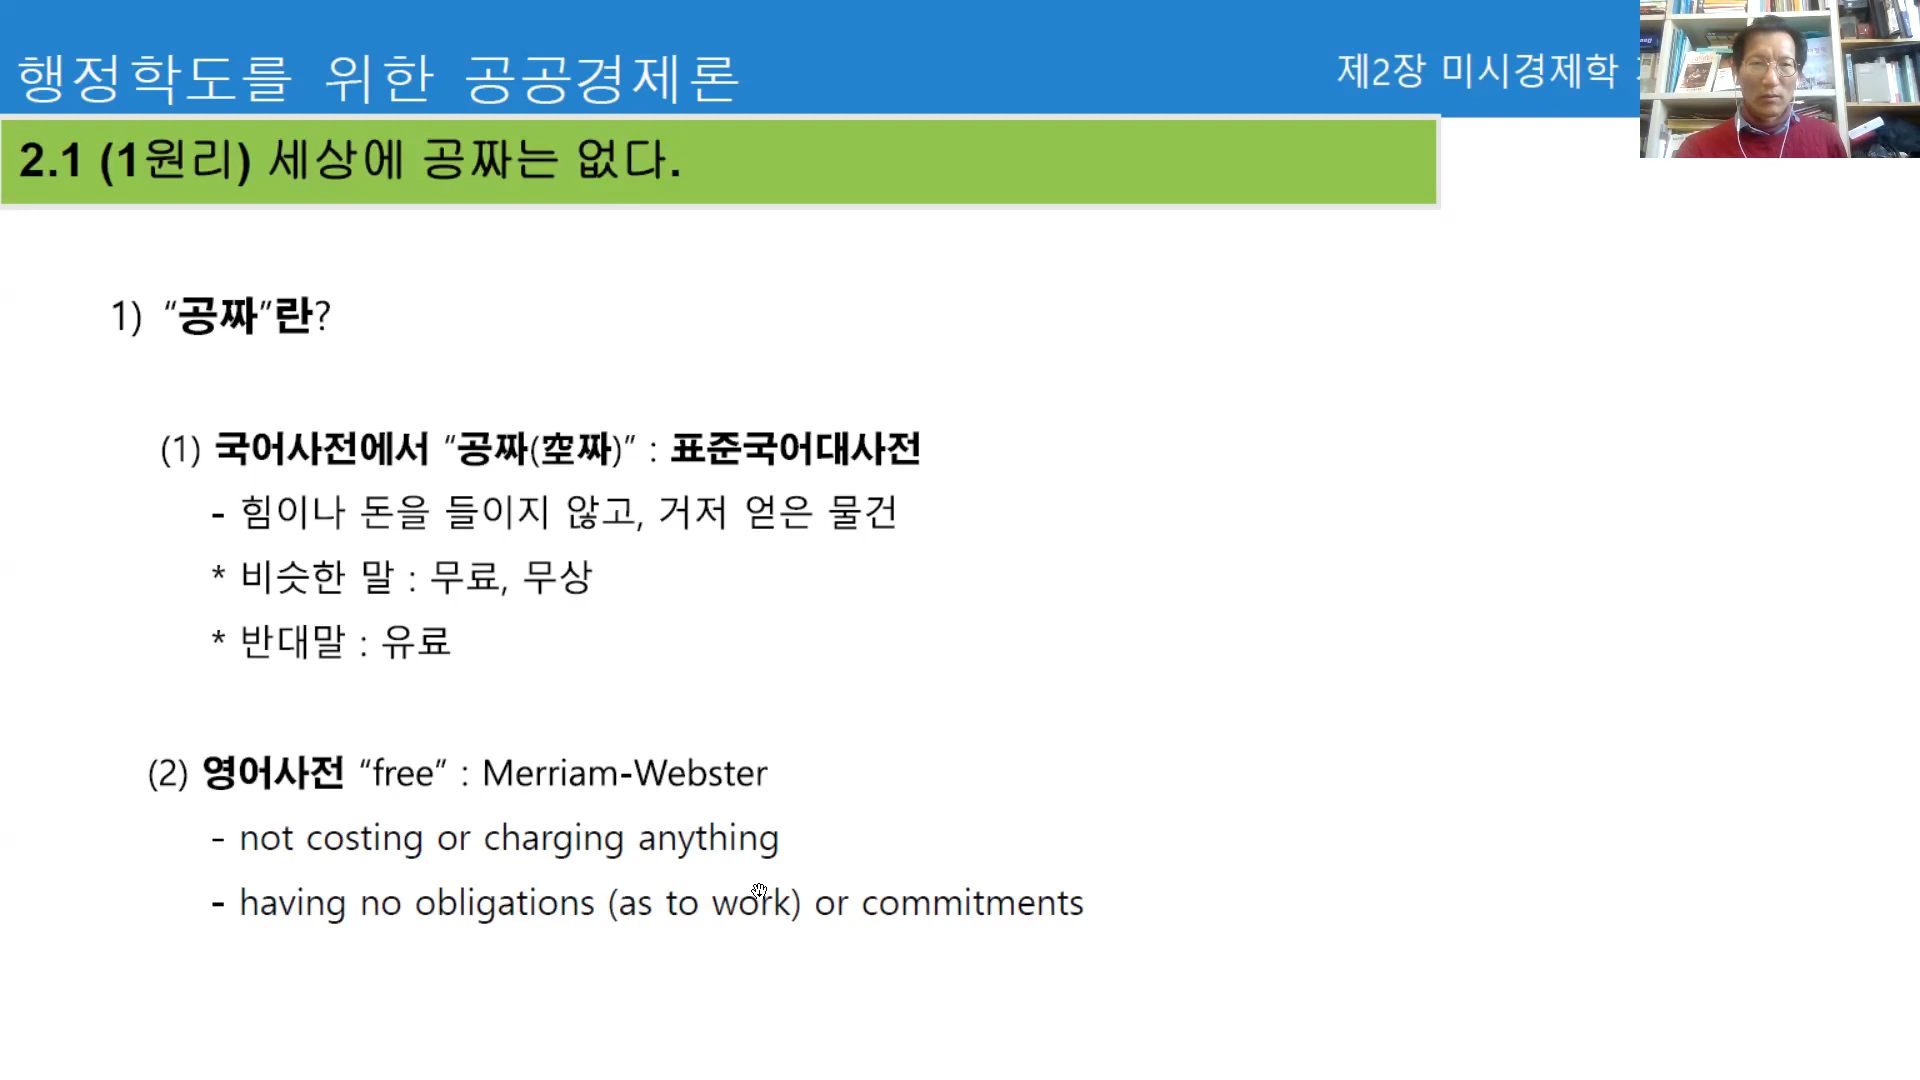 행정학도를 위한 공공경제론
제2장 미시경제학
2.1 (1원리) 세상에 공짜는 없다.
1) “공짜”란?
(1) 국어사전에서 “공짜(空짜)” : 표준국어대사전
- 힘이나 돈을 들이지 않고, 거저 얻은 물건
* 비슷한 말 : 무료, 무상
* 반대말 : 유료
(2) 영어사전 “free” : Merriam-Webster
- not costing or charging anything
- having no obligations (as to work) or commitments